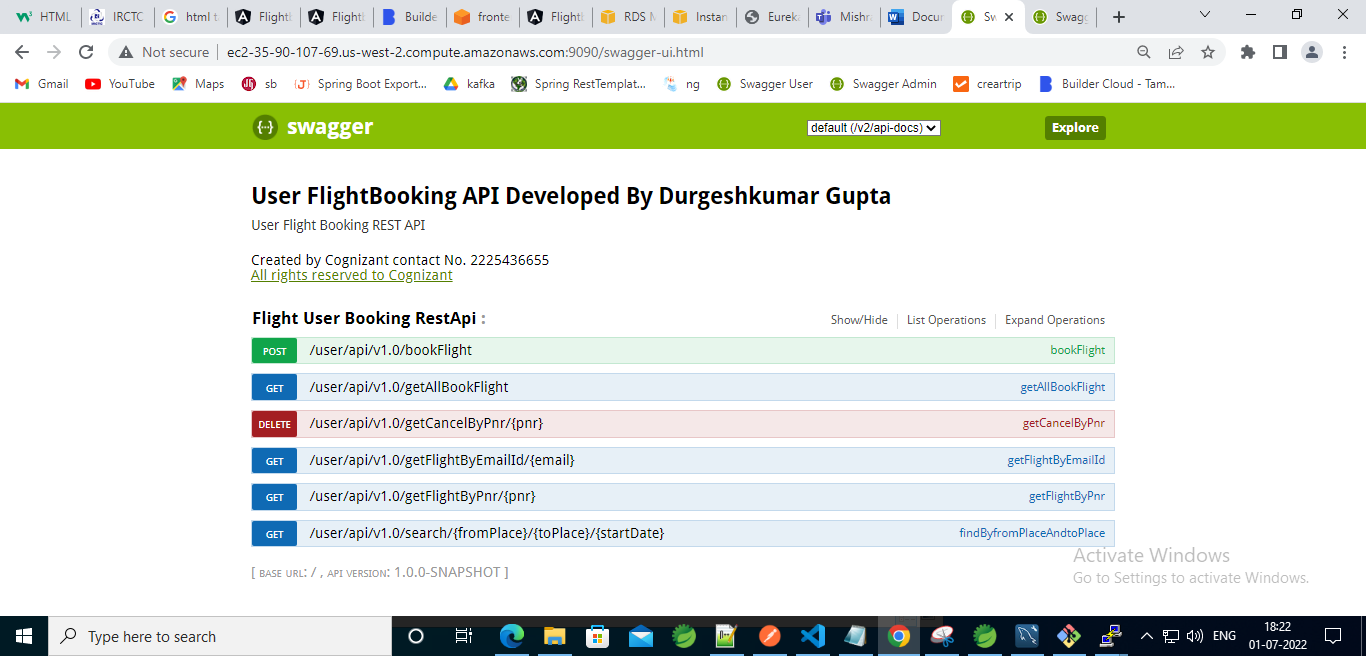 HTML
IRCTC
html t
Flight
Flight
Builde
fronte
Flight
RDS M
Instan
Eureka
Mishra
Docun
Sw
Swagg
Not secure
ec2-35-90-107-69.us-west-2.compute.amazonaws.com:9090/swagger-ui.html
Gmail
YouTube
Maps
sb
Spring Boot Export...
kafka
Spring RestTemplat...
ng
Swagger User
Swagger Admin
creartrip
Builder Cloud - Tam...
swagger
default (/v2/api-docs)
Explore
User FlightBooking API Developed By Durgeshkumar Gupta
User Flight Booking REST API
Created by Cognizant contact No. 2225436655
All rights reserved to Cognizant
Flight User Booking RestApi :
Show/Hide
List Operations
Expand Operations
POST /user/api/v1.0/bookFlight bookFlight
GET /user/api/v1.0/getAllBookFlight getAllBookFlight
DELETE /user/api/v1.0/getCancelByPnr/{pnr} getCancelByPnr
GET /user/api/v1.0/getFlightByEmailId/{email} getFlightByEmailId
GET /user/api/v1.0/getFlightByPnr/{pnr} getFlightByPnr
GET /user/api/v1.0/search/{fromPlace}/{toPlace}/{startDate} findByfromPlaceAndtoPlace
[ BASE URL: / , API VERSION: 1.0.0-SNAPSHOT ]
Activate Windows
Go to Settings to activate Windows.
Type here to search
ENG
18:22
01-07-2022